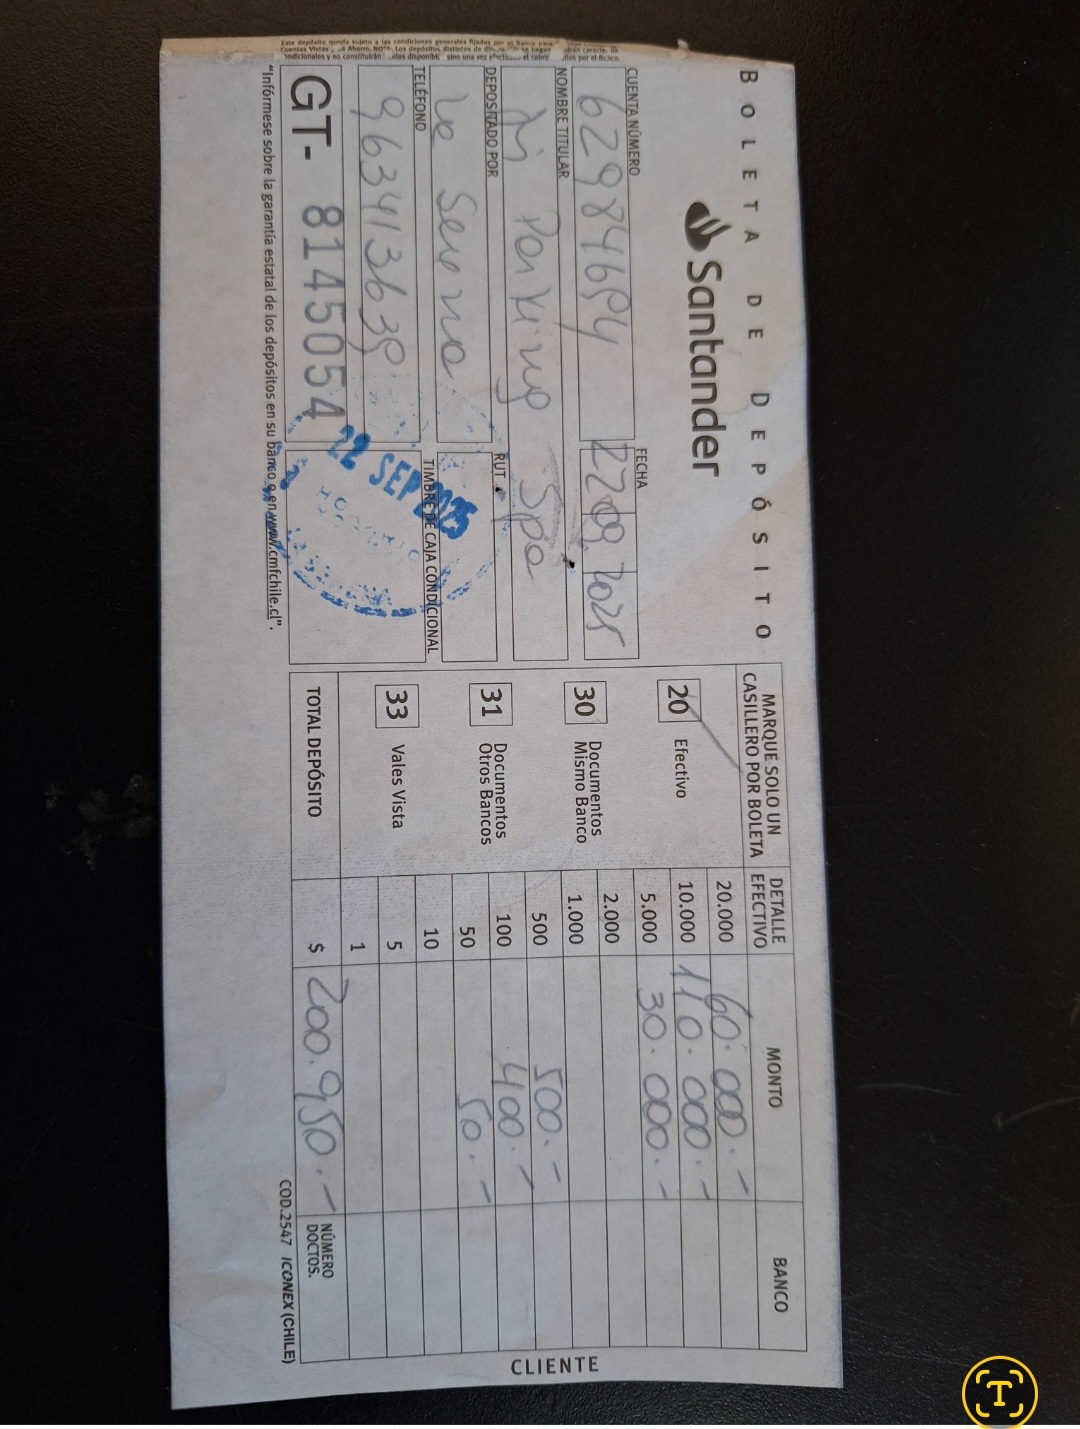 BOLETA DE DEPÓSITO
Santander
CUENTA NÚMERO
FECHA
22 09 2025
NOMBRE TITULAR
Parking Spa
DEPOSITADO POR
RUT
TELÉFONO
TIMBRE DE CAJA CONDICIONAL
963413639
22 SEP 2025
GT- 8145054
"Infórmese sobre la garantía estatal de los depósitos en su banco o en www.cmfchile.cl".
MARQUE SOLO UN
CASILLERO POR BOLETA
DETALLE
EFECTIVO
MONTO
BANCO
20 Efectivo
30 Documentos
Mismo Banco
31 Documentos
Otros Bancos
33 Vales Vista
20.000 60.000.-
10.000 110.000.-
5.000 30.000.-
2.000
1.000
500 500.-
100 400.-
50 50.-
10
5
1
TOTAL DEPÓSITO $ 200.950.-
NÚMERO
DOCTOS.
COD.2547 ICONEX (CHILE)
CLIENTE